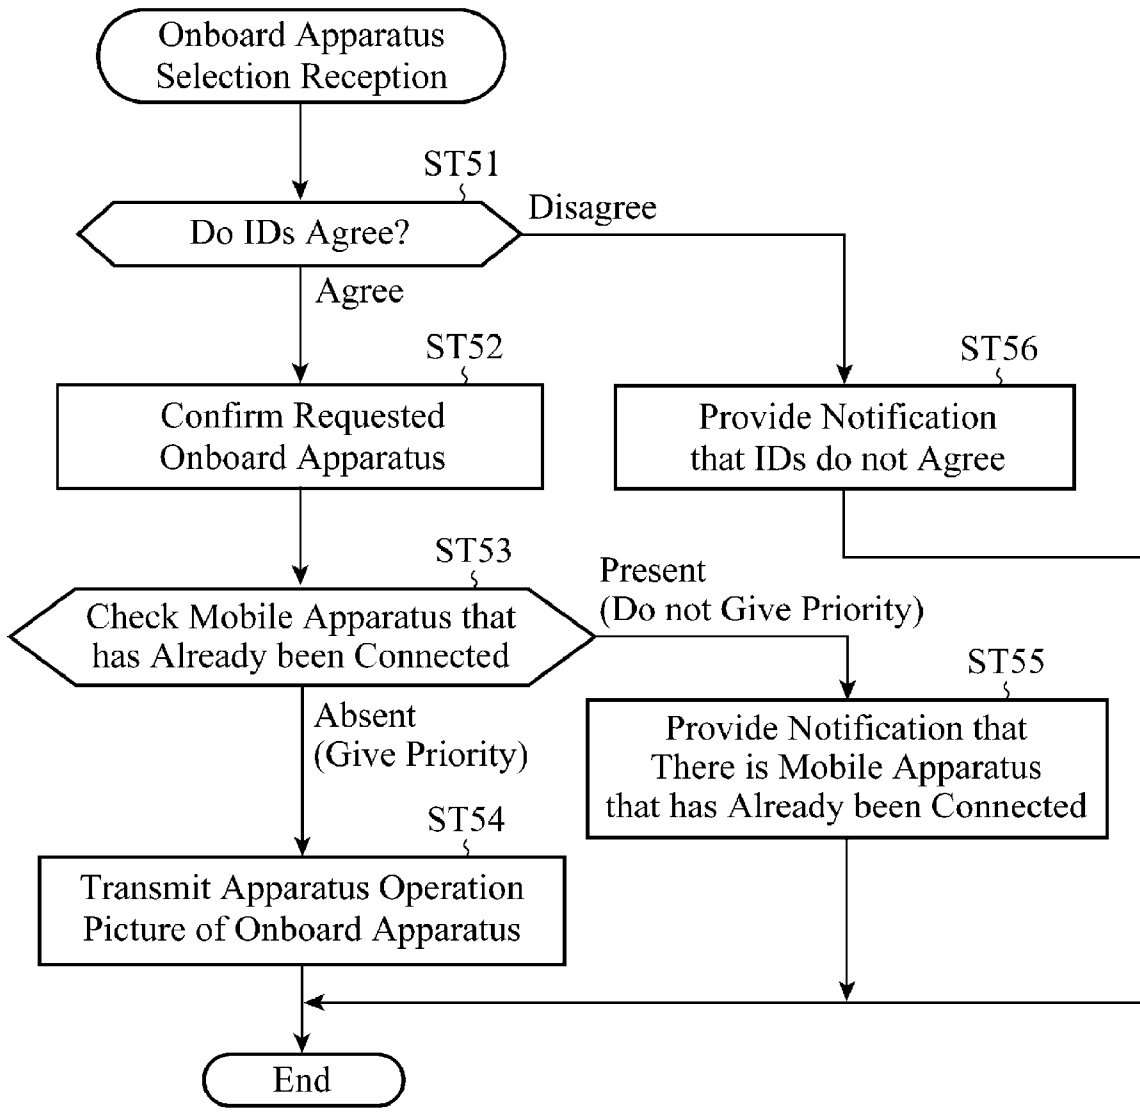 Onboard Apparatus
Selection Reception
ST51
Do IDs Agree?
Disagree
Agree
ST52
Confirm Requested
Onboard Apparatus
ST56
Provide Notification
that IDs do not Agree
ST53
Check Mobile Apparatus that
has Already been Connected
Present
(Do not Give Priority)
Absent
(Give Priority)
ST55
Provide Notification that
There is Mobile Apparatus
that has Already been Connected
ST54
Transmit Apparatus Operation
Picture of Onboard Apparatus
End